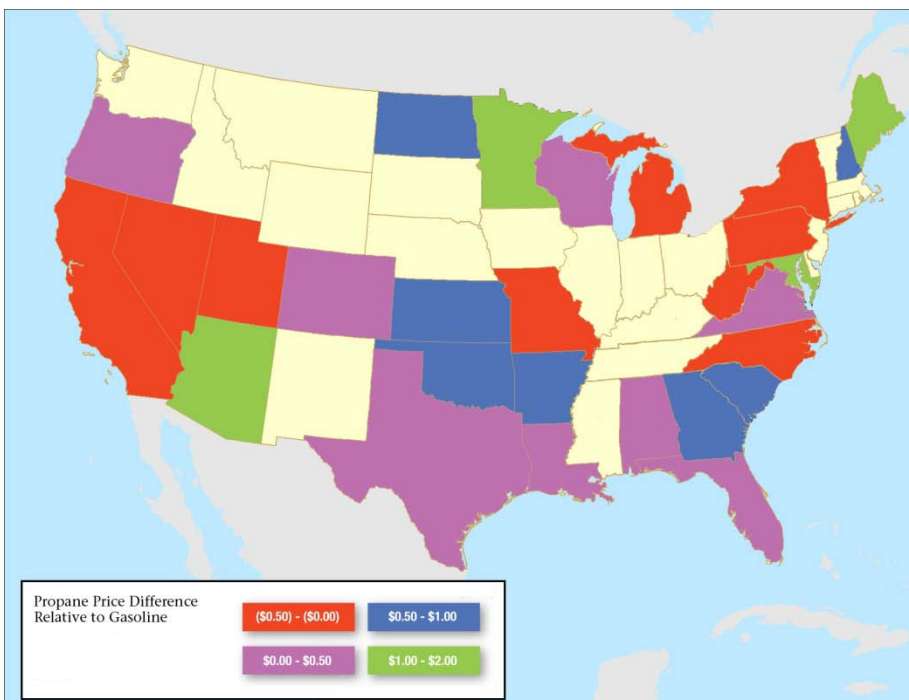 Propane Price Difference
Relative to Gasoline
($0.50) - ($0.00)
$0.50 - $1.00
$0.00 - $0.50
$1.00 - $2.00